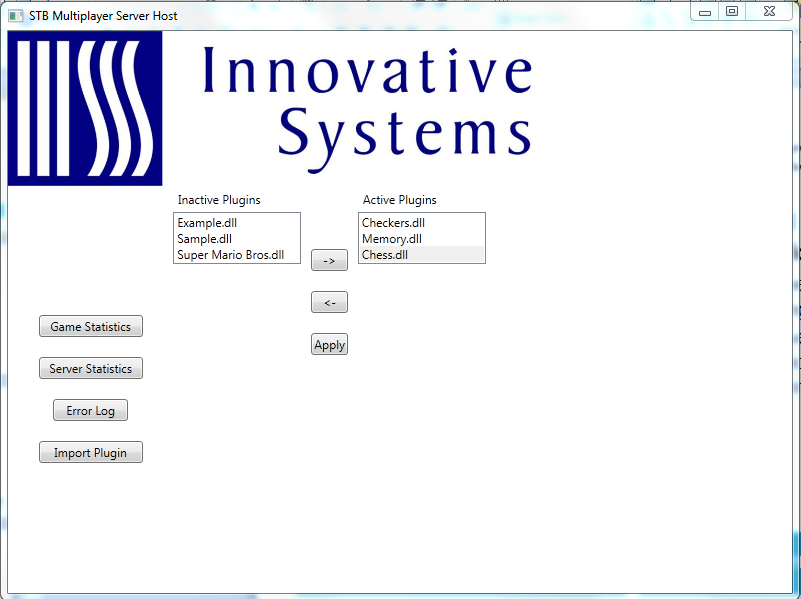 STB Multiplayer Server Host
Innovative
Systems
Inactive Plugins
Active Plugins
Example.dll
Sample.dll
Super Mario Bros.dll
Checkers.dll
Memory.dll
Chess.dll
->
<-
Apply
Game Statistics
Server Statistics
Error Log
Import Plugin